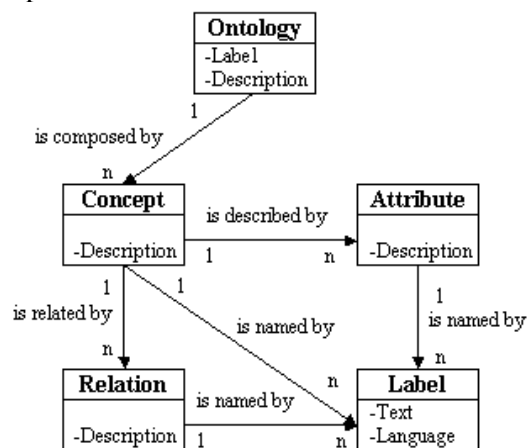 Ontology
-Label
-Description
1
is composed by
n
Concept
-Description
is described by
1
n
Attribute
-Description
1
is related by
n
1
is named by
n
1
is named by
n
Relation
-Description
is named by
1
n
Label
-Text
-Language